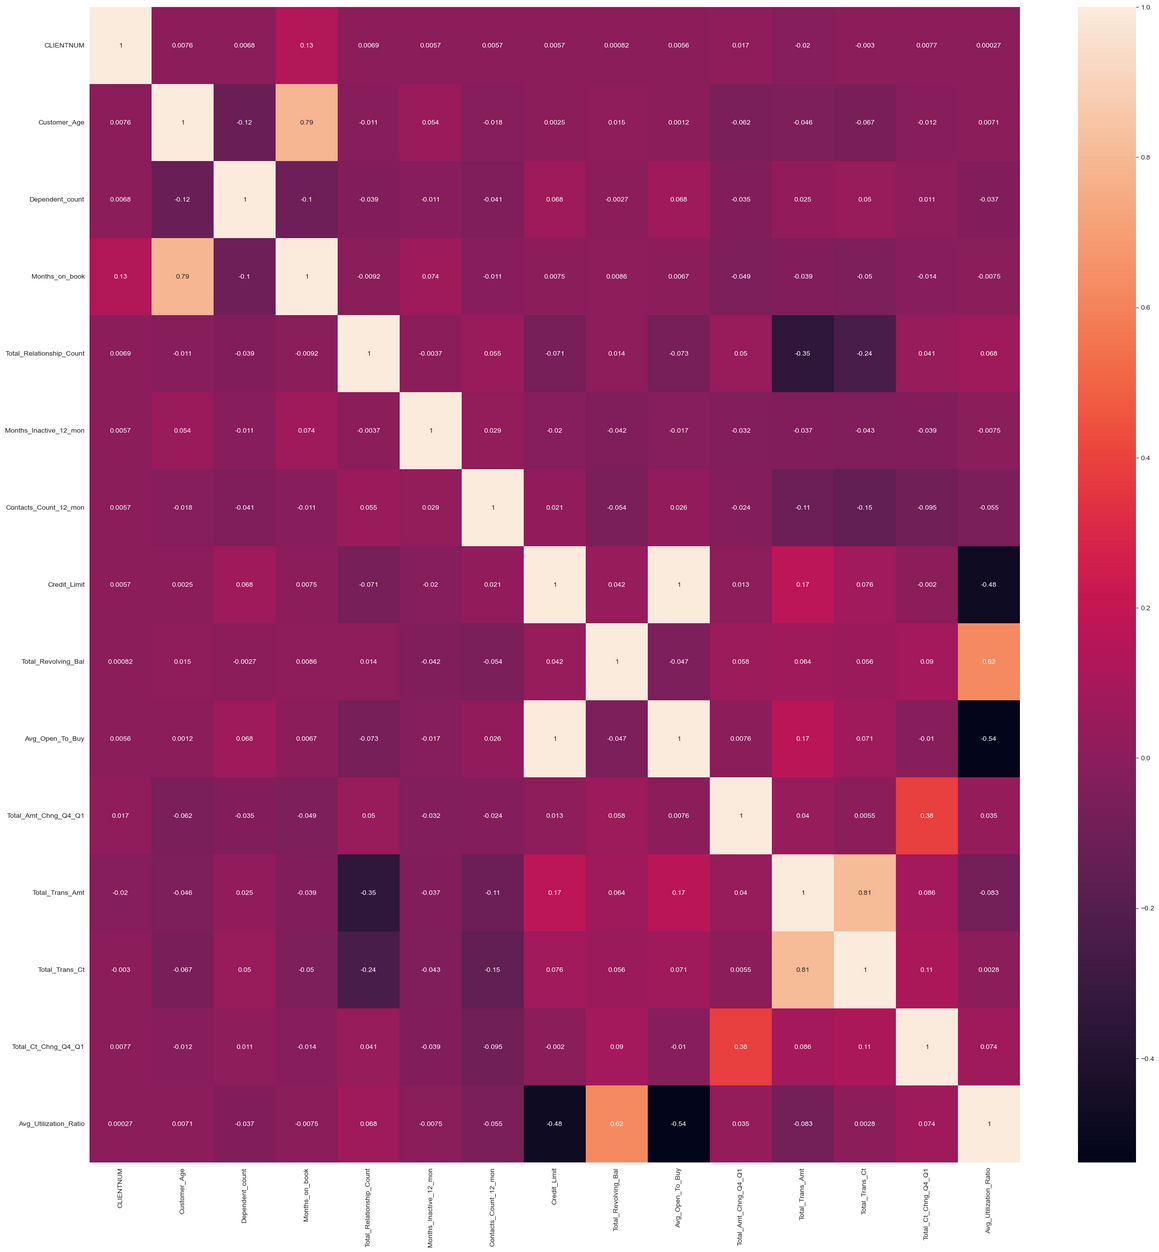 CLIENTNUM 1 0.0076 0.0068 0.13 0.0069 0.0057 0.0057 0.0057 0.00082 0.0056 0.017 -0.02 -0.003 0.0077 0.00027
Customer_Age 0.0076 1 -0.12 0.79 -0.011 0.054 -0.018 0.0025 0.015 0.0012 -0.062 -0.046 -0.067 -0.012 0.0071
Dependent_count 0.0068 -0.12 1 -0.1 -0.039 -0.011 -0.041 0.068 -0.0027 0.068 -0.035 0.025 0.05 0.011 -0.037
Months_on_book 0.13 0.79 -0.1 1 -0.0092 0.074 -0.011 0.0075 0.0086 0.0067 -0.049 -0.039 -0.05 -0.014 -0.0075
Total_Relationship_Count 0.0069 -0.011 -0.039 -0.0092 1 -0.0037 0.055 -0.071 0.014 -0.073 0.05 -0.35 -0.24 0.041 0.068
Months_Inactive_12_mon 0.0057 0.054 -0.011 0.074 -0.0037 1 0.029 -0.02 -0.042 -0.017 -0.032 -0.037 -0.043 -0.039 -0.0075
Contacts_Count_12_mon 0.0057 -0.018 -0.041 -0.011 0.055 0.029 1 0.021 -0.054 0.026 -0.024 -0.11 -0.15 -0.095 -0.055
Credit_Limit 0.0057 0.0025 0.068 0.0075 -0.071 -0.02 0.021 1 0.042 1 0.013 0.17 0.076 -0.002 -0.48
Total_Revolving_Bal 0.00082 0.015 -0.0027 0.0086 0.014 -0.042 -0.054 0.042 1 -0.047 0.058 0.064 0.056 0.09 0.62
Avg_Open_To_Buy 0.0056 0.0012 0.068 0.0067 -0.073 -0.017 0.026 1 -0.047 1 0.0076 0.17 0.071 -0.01 -0.54
Total_Amt_Chng_Q4_Q1 0.017 -0.062 -0.035 -0.049 0.05 -0.032 -0.024 0.013 0.058 0.0076 1 0.04 0.0055 0.38 0.035
Total_Trans_Amt -0.02 -0.046 0.025 -0.039 -0.35 -0.037 -0.11 0.17 0.064 0.17 0.04 1 0.81 0.086 -0.083
Total_Trans_Ct -0.003 -0.067 0.05 -0.05 -0.24 -0.043 -0.15 0.076 0.056 0.071 0.0055 0.81 1 0.11 0.0028
Total_Ct_Chng_Q4_Q1 0.0077 -0.012 0.011 -0.014 0.041 -0.039 -0.095 -0.002 0.09 -0.01 0.38 0.086 0.11 1 0.074
Avg_Utilization_Ratio 0.00027 0.0071 -0.037 -0.0075 0.068 -0.0075 -0.055 -0.48 0.62 -0.54 0.035 -0.083 0.0028 0.074 1
CLIENTNUM
Customer_Age
Dependent_count
Months_on_book
Total_Relationship_Count
Months_Inactive_12_mon
Contacts_Count_12_mon
Credit_Limit
Total_Revolving_Bal
Avg_Open_To_Buy
Total_Amt_Chng_Q4_Q1
Total_Trans_Amt
Total_Trans_Ct
Total_Ct_Chng_Q4_Q1
Avg_Utilization_Ratio
1.0
0.8
0.6
0.4
0.2
0.0
−0.2
−0.4